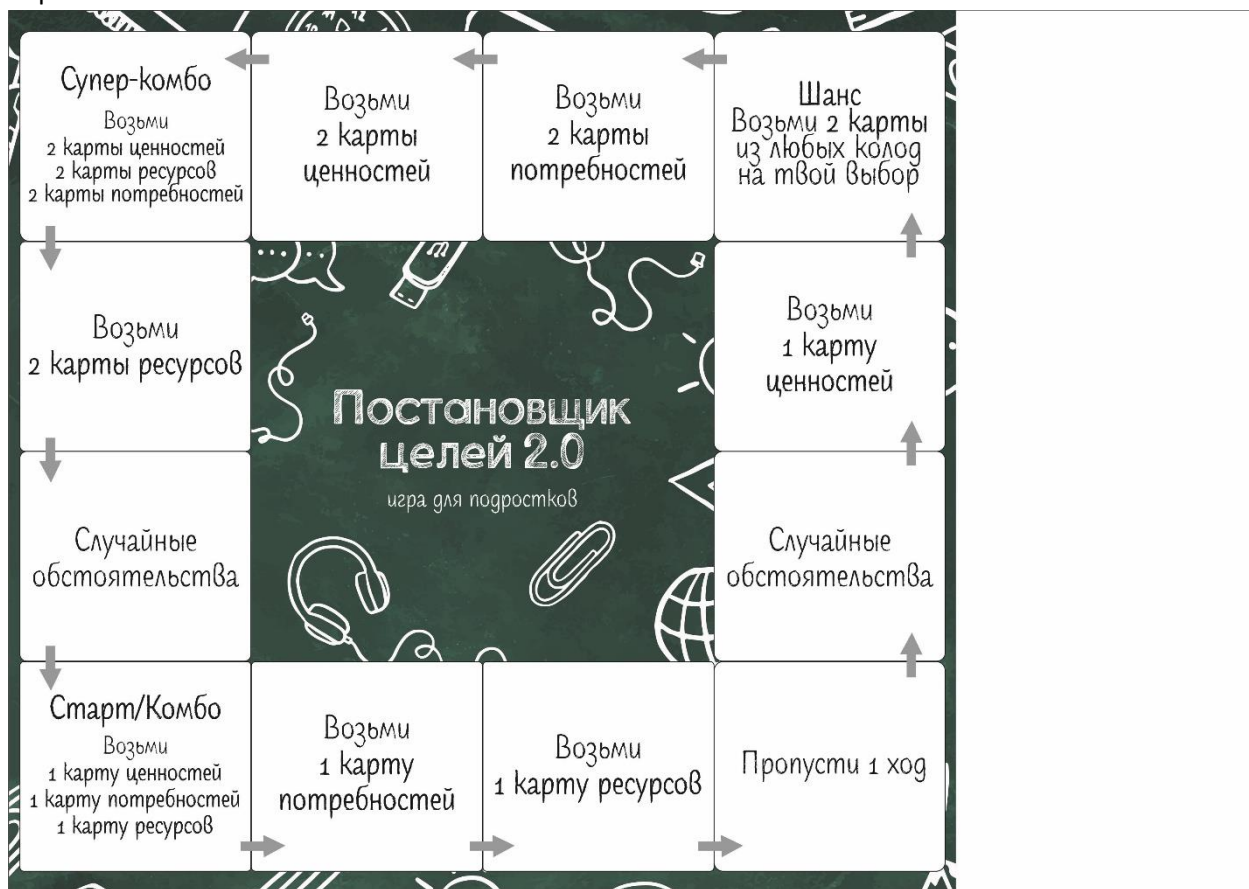 Супер-комбо
Возьми
2 карты ценностей
2 карты ресурсов
2 карты потребностей
Возьми
2 карты
ценностей
Возьми
2 карты
потребностей
Шанс
Возьми 2 карты
из любых колод
на твой выбор
Возьми
2 карты ресурсов
Постановщик
целей 2.0
игра для подростков
Возьми
1 карту
ценностей
Случайные
обстоятельства
Случайные
обстоятельства
Старт/Комбо
Возьми
1 карту ценностей
1 карту потребностей
1 карту ресурсов
Возьми
1 карту
потребностей
Возьми
1 карту ресурсов
Пропусти 1 ход